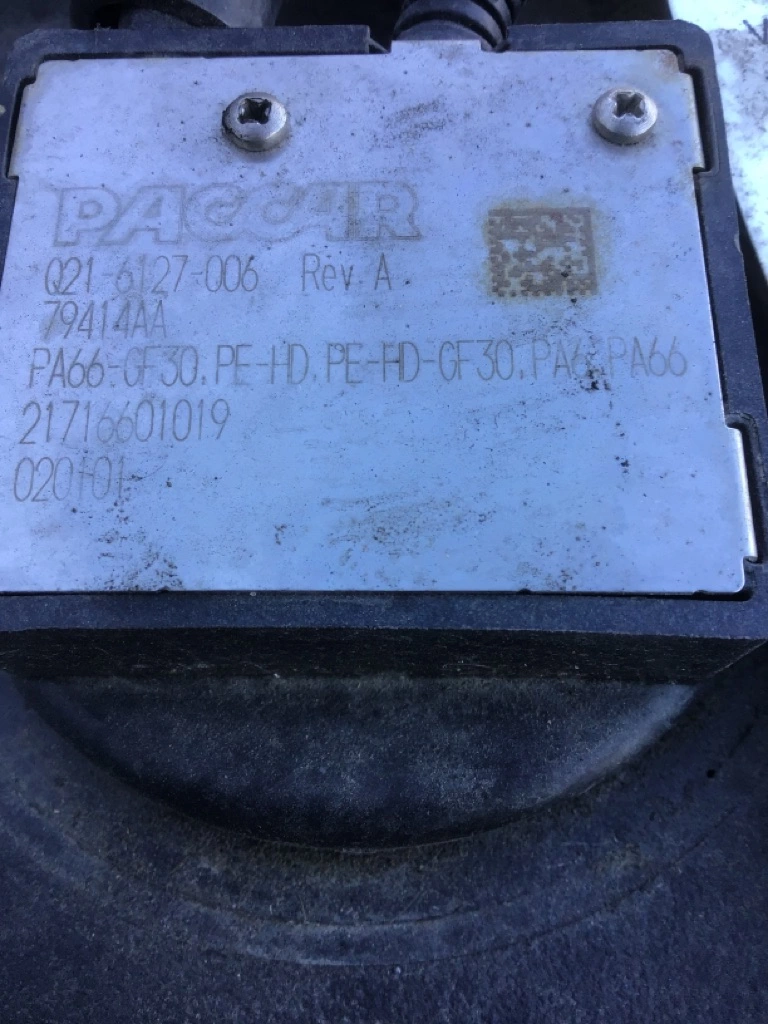 PACCAR
Q21-6127-006 Rev. A
79414AA
PA66-GF30, PE-HD, PE-HD-GF30, PA6, PA66
21716601019
020101